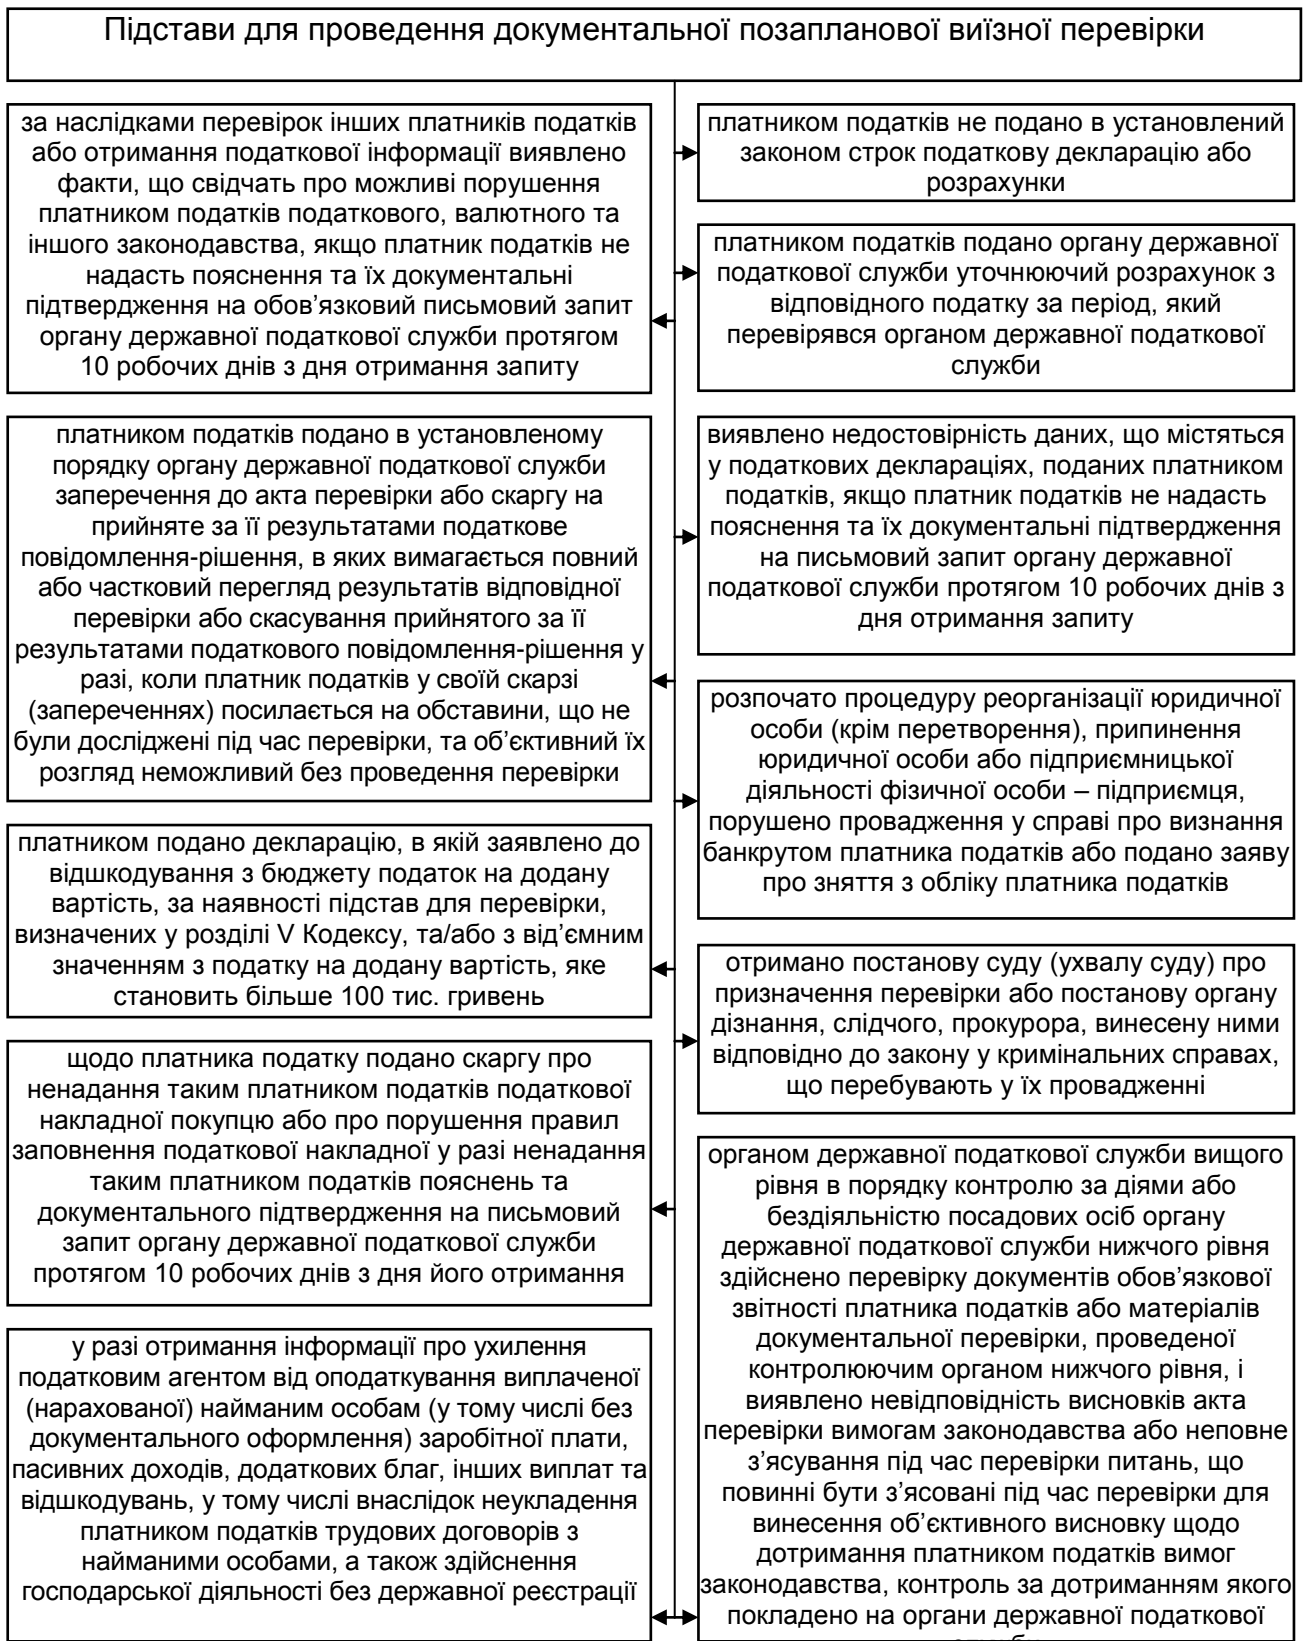 Підстави для проведення документальної позапланової виїзної перевірки
за наслідками перевірок інших платників податків
або отримання податкової інформації виявлено
факти, що свідчать про можливі порушення
платником податків податкового, валютного та
іншого законодавства, якщо платник податків не
надасть пояснення та їх документальні
підтвердження на обов’язковий письмовий запит
органу державної податкової служби протягом
10 робочих днів з дня отримання запиту
платником податків подано в установленому
порядку органу державної податкової служби
заперечення до акта перевірки або скаргу на
прийняте за її результатами податкове
повідомлення-рішення, в яких вимагається повний
або частковий перегляд результатів відповідної
перевірки або скасування прийнятого за її
результатами податкового повідомлення-рішення у
разі, коли платник податків у своїй скарзі
(запереченнях) посилається на обставини, що не
були досліджені під час перевірки, та об’єктивний їх
розгляд неможливий без проведення перевірки
платником подано декларацію, в якій заявлено до
відшкодування з бюджету податок на додану
вартість, за наявності підстав для перевірки,
визначених у розділі V Кодексу, та/або з від’ємним
значенням з податку на додану вартість, яке
становить більше 100 тис. гривень
щодо платника податку подано скаргу про
ненадання таким платником податків податкової
накладної покупцю або про порушення правил
заповнення податкової накладної у разі ненадання
таким платником податків пояснень та
документального підтвердження на письмовий
запит органу державної податкової служби
протягом 10 робочих днів з дня його отримання
у разі отримання інформації про ухилення
податковим агентом від оподаткування виплаченої
(нарахованої) найманим особам (у тому числі без
документального оформлення) заробітної плати,
пасивних доходів, додаткових благ, інших виплат та
відшкодувань, у тому числі внаслідок неукладення
платником податків трудових договорів з
найманими особами, а також здійснення
господарської діяльності без державної реєстрації
платником податків не подано в установлений
законом строк податкову декларацію або
розрахунки
платником податків подано органу державної
податкової служби уточнюючий розрахунок з
відповідного податку за період, який
перевірявся органом державної податкової
служби
виявлено недостовірність даних, що містяться
у податкових деклараціях, поданих платником
податків, якщо платник податків не надасть
пояснення та їх документальні підтвердження
на письмовий запит органу державної
податкової служби протягом 10 робочих днів з
дня отримання запиту
розпочато процедуру реорганізації юридичної
особи (крім перетворення), припинення
юридичної особи або підприємницької
діяльності фізичної особи – підприємця,
порушено провадження у справі про визнання
банкрутом платника податків або подано заяву
про зняття з обліку платника податків
отримано постанову суду (ухвалу суду) про
призначення перевірки або постанову органу
дізнання, слідчого, прокурора, винесену ними
відповідно до закону у кримінальних справах,
що перебувають у їх провадженні
органом державної податкової служби вищого
рівня в порядку контролю за діями або
бездіяльністю посадових осіб органу
державної податкової служби нижчого рівня
здійснено перевірку документів обов’язкової
звітності платника податків або матеріалів
документальної перевірки, проведеної
контролюючим органом нижчого рівня, і
виявлено невідповідність висновків акта
перевірки вимогам законодавства або неповне
з’ясування під час перевірки питань, що
повинні бути з’ясовані під час перевірки для
винесення об’єктивного висновку щодо
дотримання платником податків вимог
законодавства, контроль за дотриманням якого
покладено на органи державної податкової